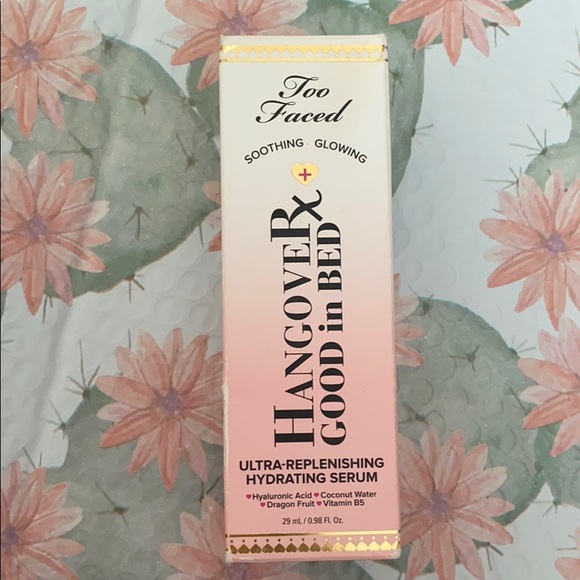 Too
Faced
SOOTHING GLOWING
+
HANGOVERx
GOOD in BED
ULTRA-REPLENISHING
HYDRATING SERUM
♥Hyaluronic Acid ♥Coconut Water
♥Dragon Fruit ♥Vitamin B5
29 mL / 0.98 Fl. Oz.